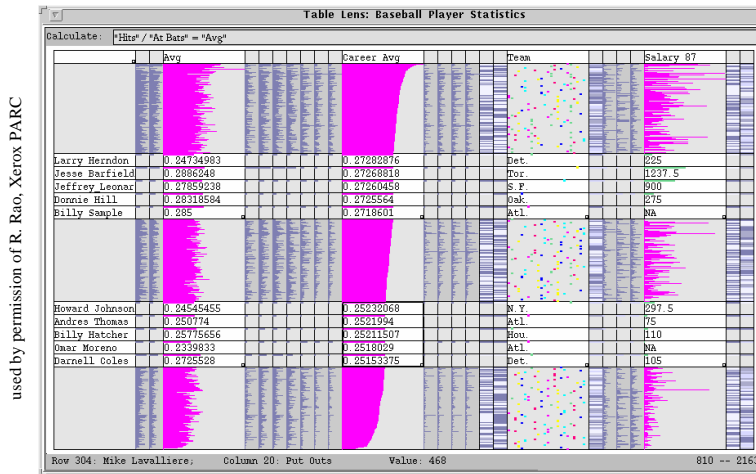 used by permission of R. Rao, Xerox PARC
Table Lens: Baseball Player Statistics
Calculate: "Hits" / "At Bats" = "Avg"
Avg Career Avg Team Salary 87
Larry Herndon 0.24734983 0.27282876 Det. 225
Jesse Barfield 0.2886248 0.27268818 Tor. 1237.5
Jeffrey_Leonar 0.27859238 0.27260458 S.F. 900
Donnie Hill 0.28318584 0.2725564 Oak. 275
Billy Sample 0.285 0.2718601 Atl. NA
Howard Johnson 0.24545455 0.25232068 N.Y. 297.5
Andres Thomas 0.250774 0.2521994 Atl. 75
Billy Hatcher 0.25775656 0.25211507 Hou. 110
Omar Moreno 0.2339833 0.2518029 Atl. NA
Darnell Coles 0.2725528 0.25153375 Det. 105
Row 304: Mike Lavalliere; Column 20: Put Outs Value: 468 810 -- 2163